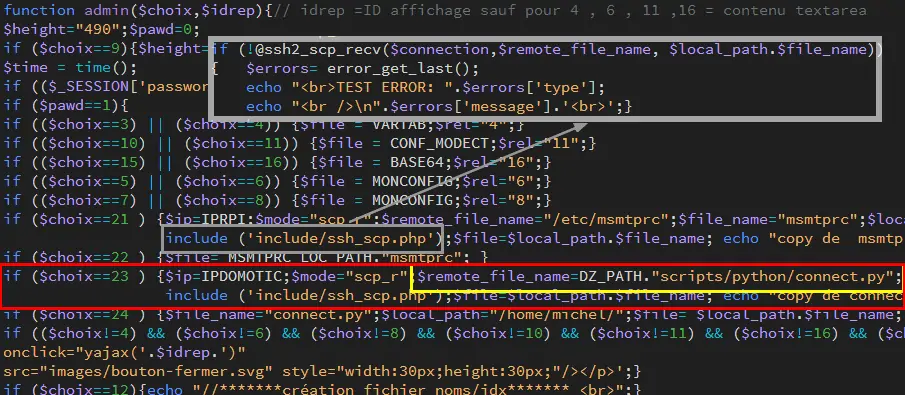 function admin($choix,$idrep){// idrep =ID affichage sauf pour 4 , 6 , 11 ,16 = contenu textarea
$height="490";$pawd=0;
if ($choix==9){$height=
if (!@ssh2_scp_recv($connection,$remote_file_name, $local_path.$file_name))
{ $errors= error_get_last();
echo "<br>TEST ERROR: ".$errors['type'];
echo "<br />\n".$errors['message'].'<br>';}
$time = time();
if (($_SESSION['passwor
if ($pawd==1){
if (($choix==3) || ($choix==4)) {$file = VARTAB;$rel="4";}
if (($choix==10) || ($choix==11)) {$file = CONF_MODECT;$rel="11";}
if (($choix==15) || ($choix==16)) {$file = BASE64;$rel="16";}
if (($choix==5) || ($choix==6)) {$file = MONCONFIG;$rel="6";}
if (($choix==7) || ($choix==8)) {$file = MONCONFIG;$rel="8";}
if ($choix==21 ) {$ip=IPRPI;$mode="scp_r";$remote_file_name="/etc/msmtprc";$file_name="msmtprc";$loc
include ('include/ssh_scp.php');$file=$local_path.$file_name; echo "copy de  msmtp
if ($choix==22 ) {$file= MSMTPRC_LOC_PATH."msmtprc"; }
if ($choix==23 ) {$ip=IPDOMOTIC;$mode="scp_r";$remote_file_name=DZ_PATH."scripts/python/connect.py";
include ('include/ssh_scp.php');$file=$local_path.$file_name; echo "copy de connec
if ($choix==24 ) {$file_name="connect.py";$local_path="/home/michel/";$file= $local_path.$file_name;
if (($choix!=4) && ($choix!=6) && ($choix!=8) && ($choix!=10) && ($choix!=11) && ($choix!=16) && ($c
onclick="yajax('.$idrep.')"
src="images/bouton-fermer.svg" style="width:30px;height:30px;"/></p>';}
if ($choix==12){echo "//*******création fichier noms/idx******* <br>";}